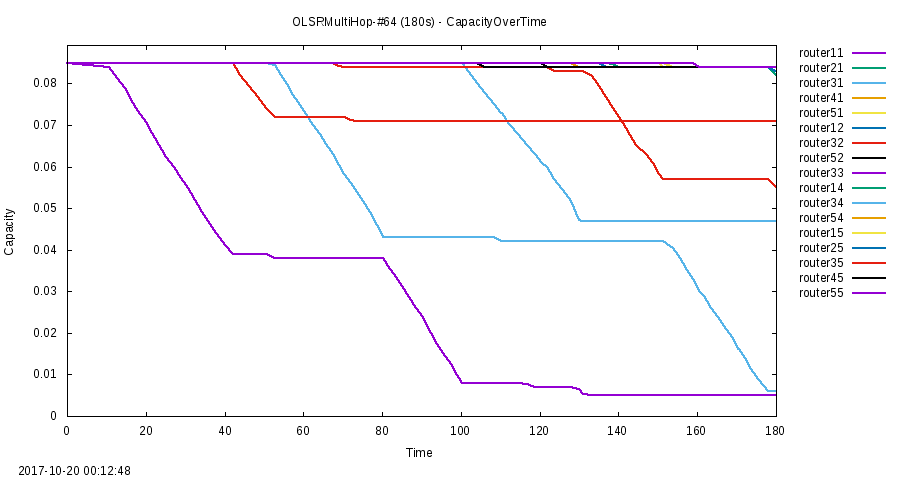 OLSRMultiHop-#64 (180s) - CapacityOverTime
router11
router21
router31
router41
router51
router12
router32
router52
router33
router14
router34
router54
router15
router25
router35
router45
router55
0.08
0.07
0.06
0.05
0.04
0.03
0.02
0.01
0
Capacity
0 20 40 60 80 100 120 140 160 180
Time
2017-10-20 00:12:48